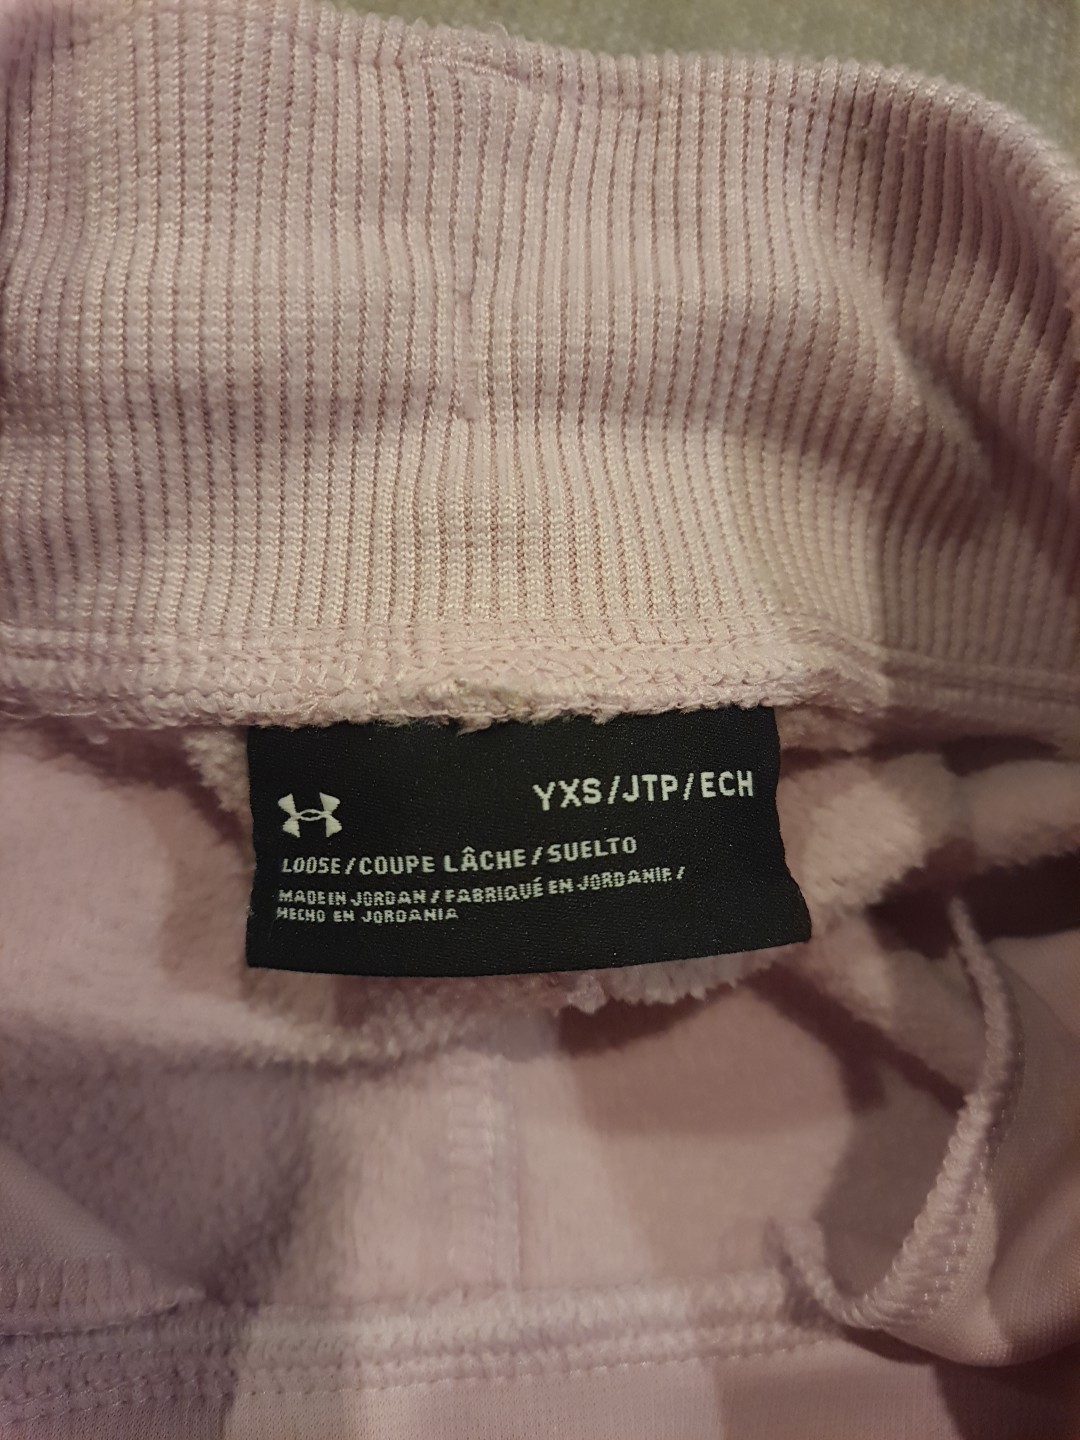 YXS/JTP/ECH
LOOSE/COUPE LÂCHE/SUELTO
MADE IN JORDAN / FABRIQUÉ EN JORDANIE /
HECHO EN JORDANIA